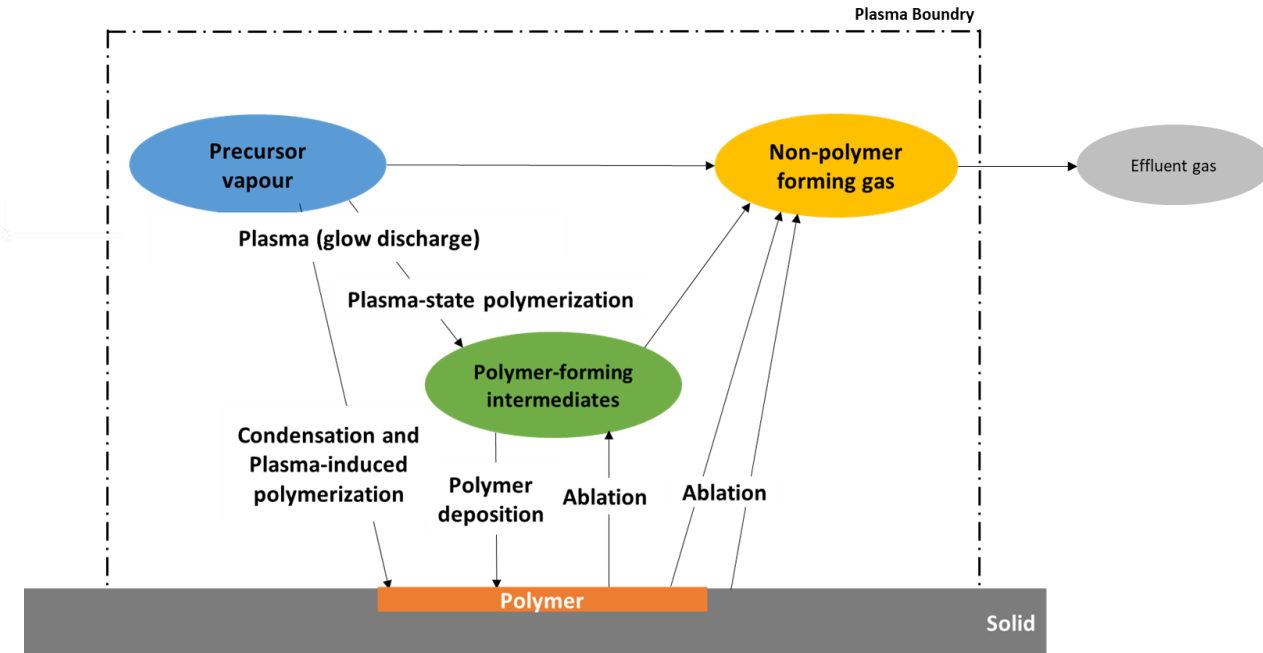 Plasma Boundry
Precursor
vapour
Non-polymer
forming gas
Effluent gas
Plasma (glow discharge)
Plasma-state polymerization
Polymer-forming
intermediates
Condensation and
Plasma-induced
polymerization
Polymer
deposition
Ablation
Ablation
Polymer
Solid